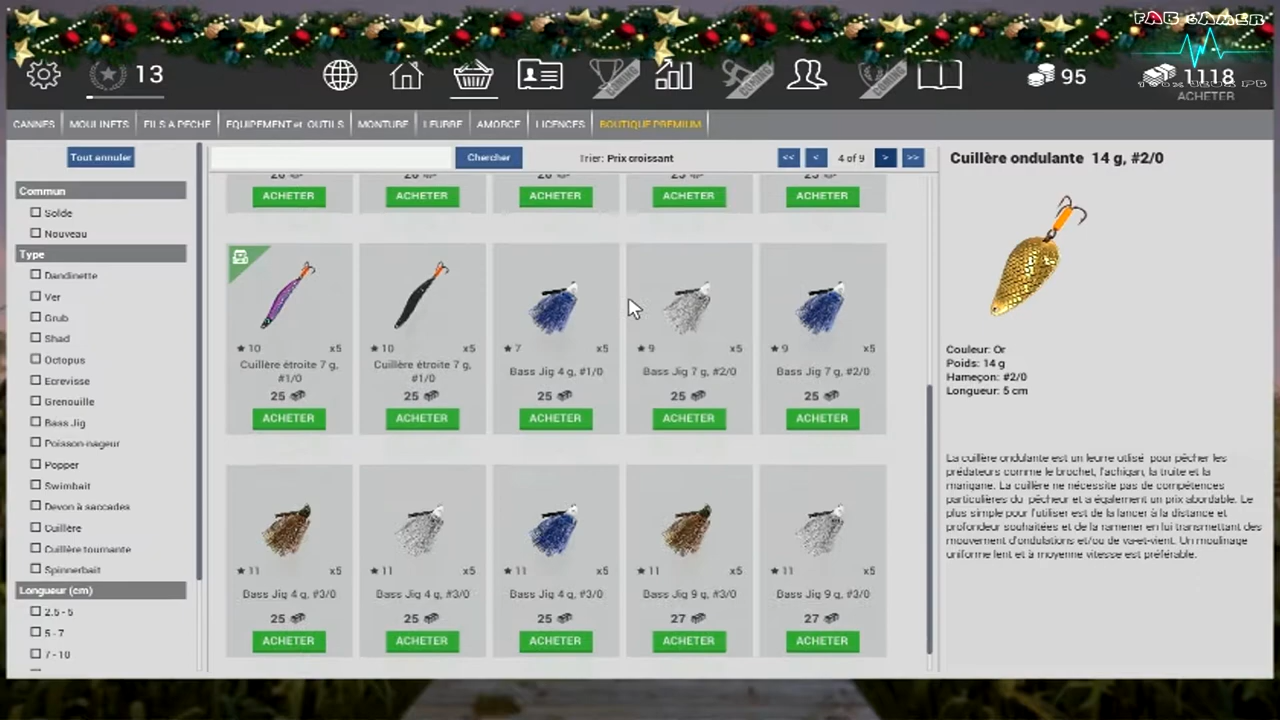 FAB GAMER
13
COMING
COMING
COMING
95
1118
ACHETER
CANNES MOULINETS FILS A PECHE EQUIPEMENT et OUTILS MONTURE LEURRE AMORCE LICENCES BOUTIQUE PREMIUM
Tout annuler
Chercher
Trier: Prix croissant
<< < 4 of 9 > >>
Commun
Solde
Nouveau
Type
Dandinette
Ver
Grub
Shad
Octopus
Ecrevisse
Grenouille
Bass Jig
Poisson-nageur
Popper
Swimbait
Devon à saccades
Cuillère
Cuillère tournante
Spinnerbait
Longueur (cm)
2.5 - 5
5 - 7
7 - 10
ACHETER ACHETER ACHETER ACHETER ACHETER
10 x5 10 x5 7 x5 9 x5 9 x5
Cuillère étroite 7 g, #1/0
Cuillère étroite 7 g, #1/0
Bass Jig 4 g, #1/0
Bass Jig 7 g, #2/0
Bass Jig 7 g, #2/0
25 25 25 25 25
ACHETER ACHETER ACHETER ACHETER ACHETER
11 x5 11 x5 11 x5 11 x5 11 x5
Bass Jig 4 g, #3/0
Bass Jig 4 g, #3/0
Bass Jig 4 g, #3/0
Bass Jig 9 g, #3/0
Bass Jig 9 g, #3/0
25 25 25 27 27
ACHETER ACHETER ACHETER ACHETER ACHETER
Cuillère ondulante 14 g, #2/0
Couleur: Or
Poids: 14 g
Hameçon: #2/0
Longueur: 5 cm
La cuillère ondulante est un leurre utlisé pour pêcher les
prédateurs comme le brochet, l'achigan, la truite et la
marigane. La cuillère ne nécessite pas de compétences
particulières du pêcheur et a également un prix abordable. Le
plus simple pour l'utiliser est de la lancer à la distance et
profondeur souhaitées et de la ramener en lui transmettant des
mouvement d'ondulations et/ou de va-et-vient. Un moulinage
uniforme lent et à moyenne vitesse est préférable.